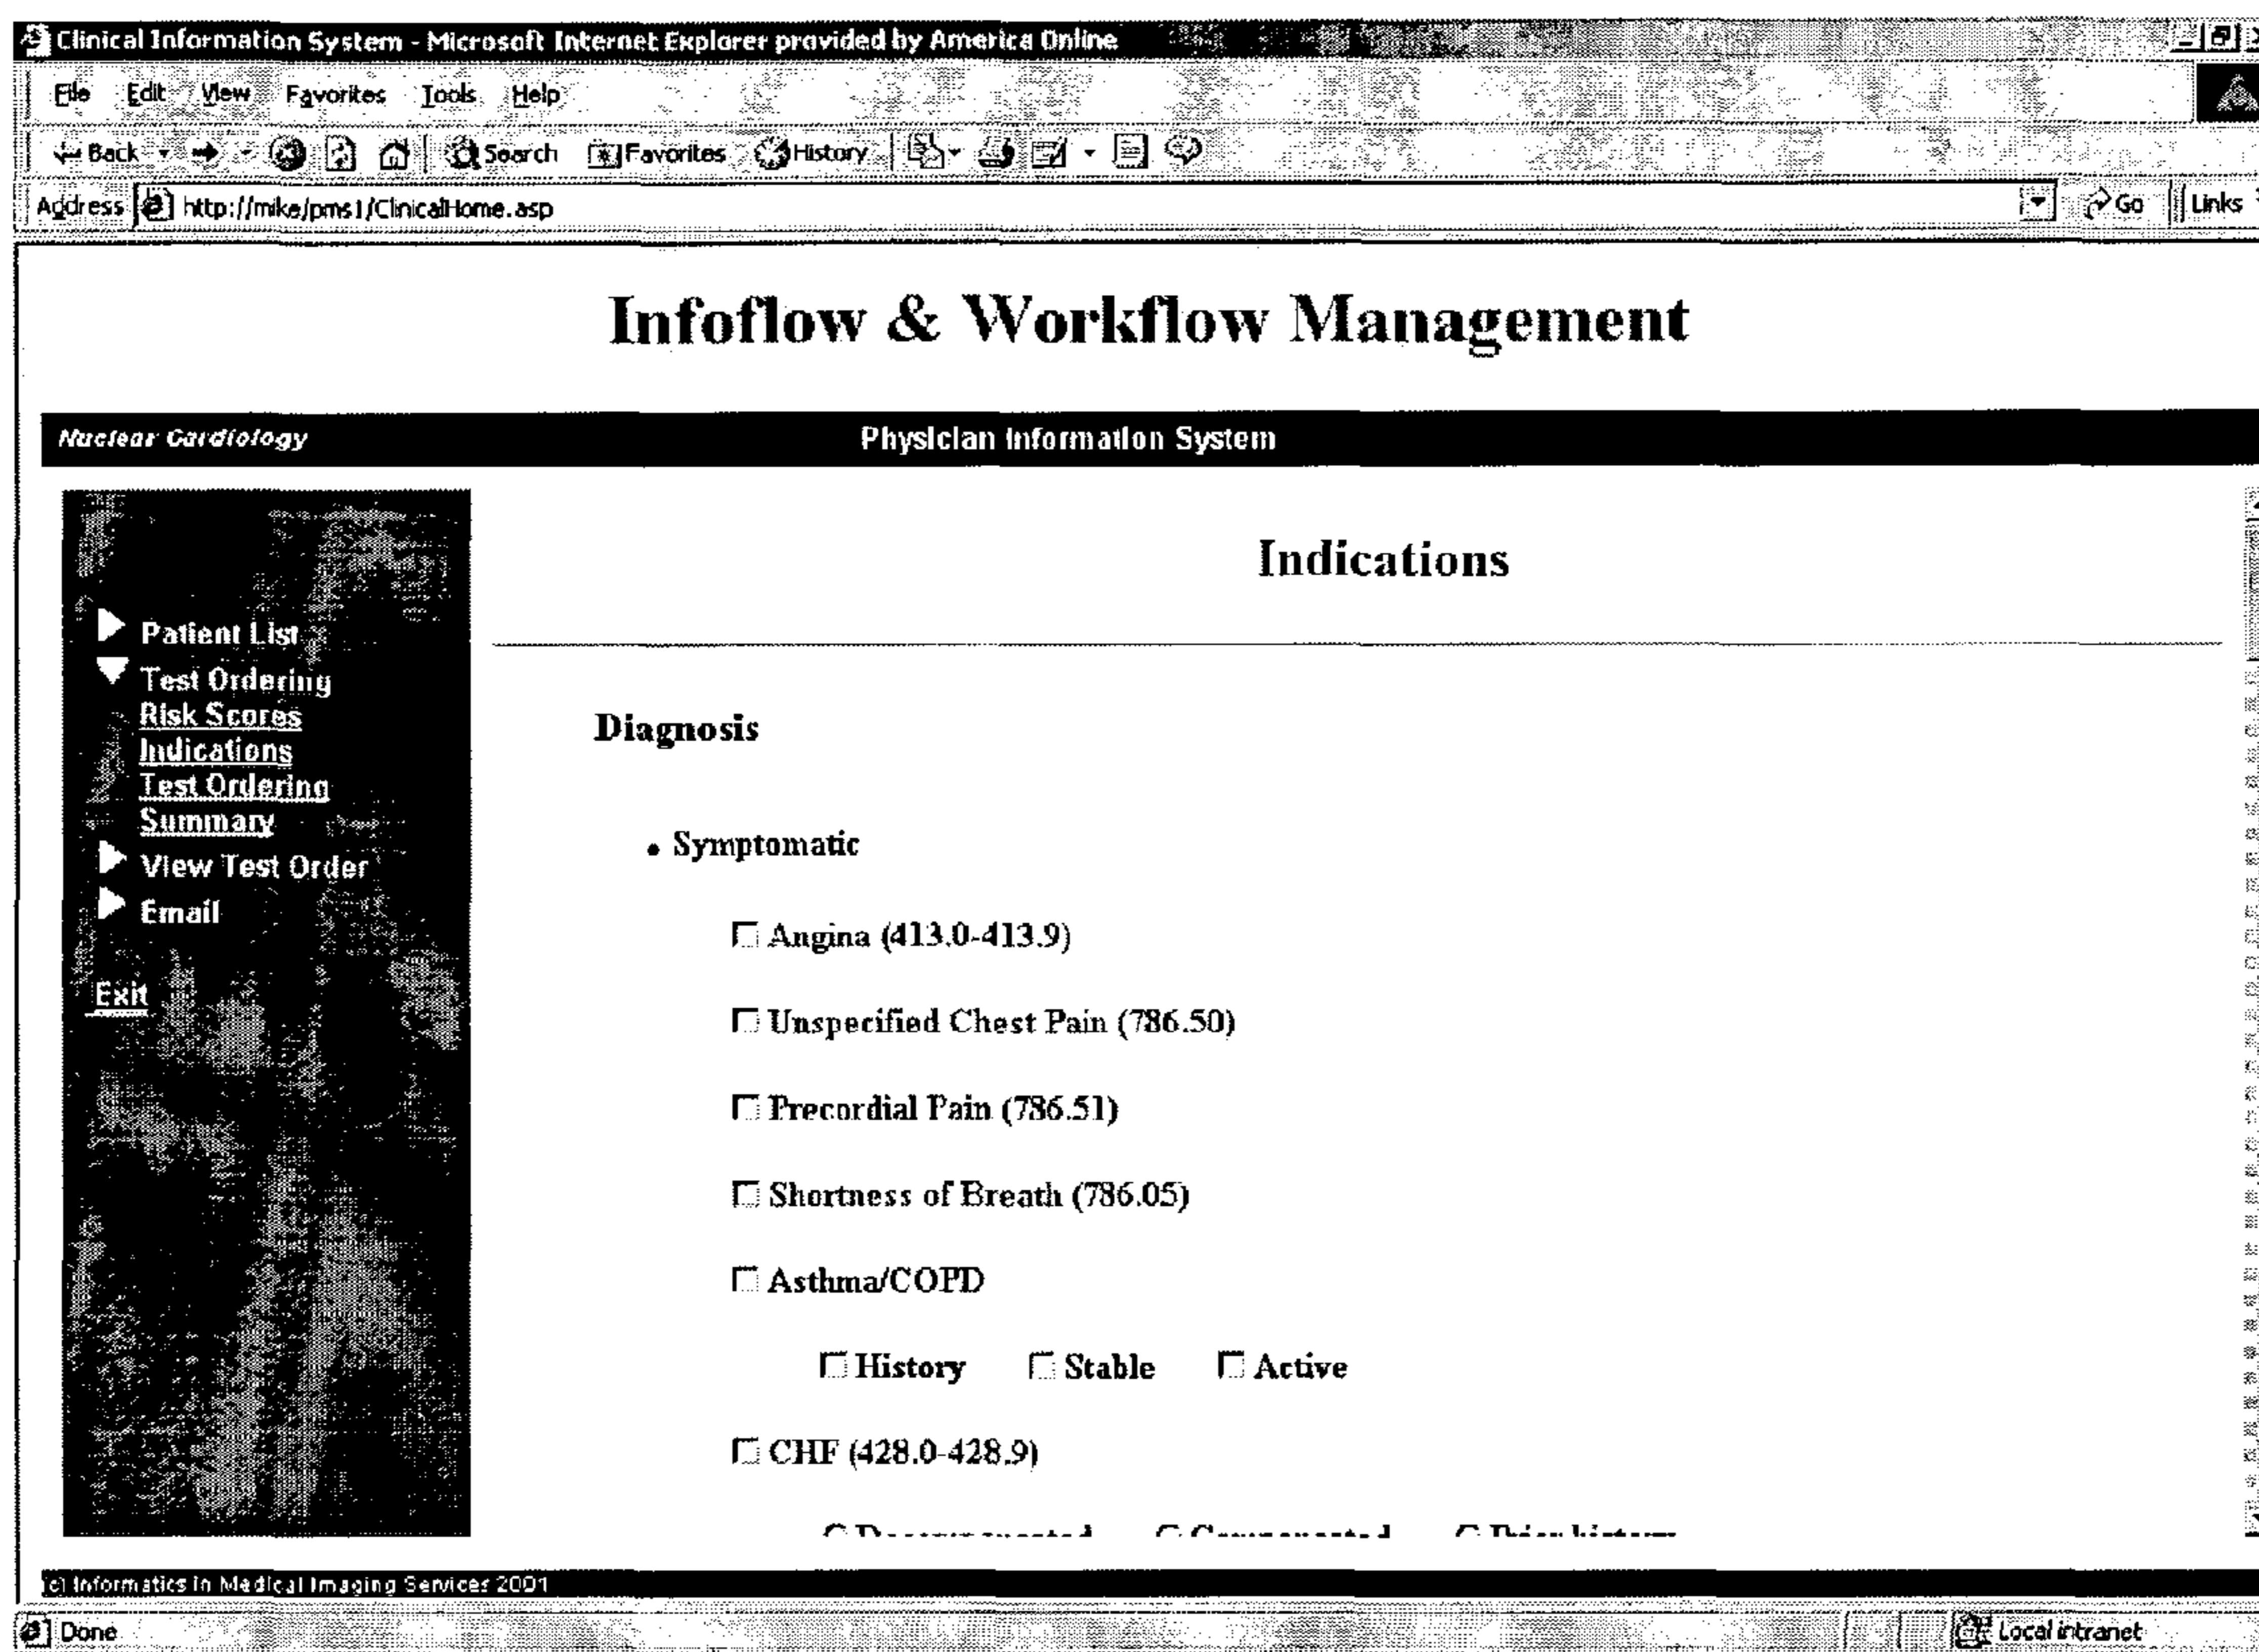 Clinical Information System - Microsoft Internet Explorer provided by America Online
File Edit View Favorites Tools Help
Back Search Favorites History
Address http://mike/pms1/ClinicalHome.asp Go Links
Infoflow & Workflow Management
Nuclear Cardiology Physician Information System
Indications
Patient List
Test Ordering
Risk Scores
Indications
Test Ordering
Summary
View Test Order
Email
Exit
Diagnosis
• Symptomatic
Angina (413.0-413.9)
Unspecified Chest Pain (786.50)
Precordial Pain (786.51)
Shortness of Breath (786.05)
Asthma/COPD
History Stable Active
CHF (428.0-428.9)
Prior history
(c) Informatics in Medical Imaging Services 2001
Done Local intranet